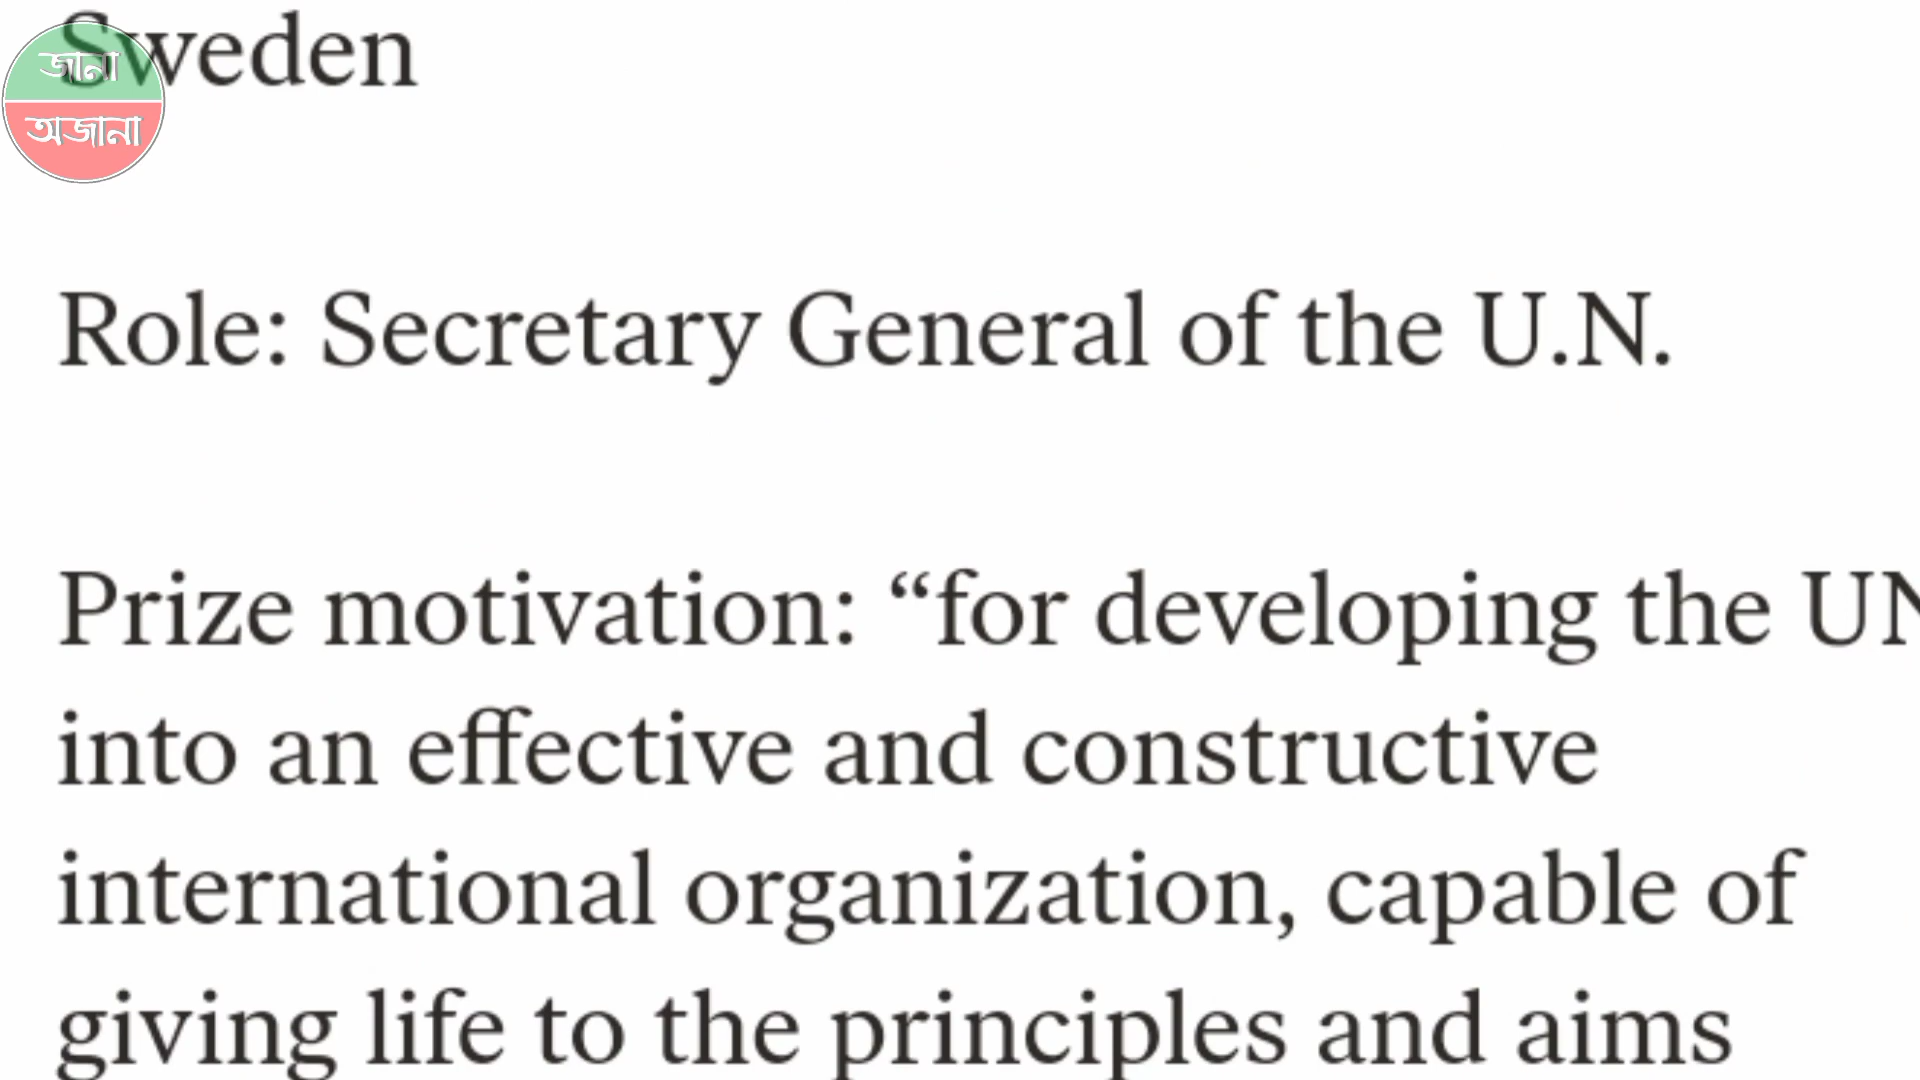 Sweden
জানা
অজানা
Role: Secretary General of the U.N.
Prize motivation: “for developing the UN
into an effective and constructive
international organization, capable of
giving life to the principles and aims